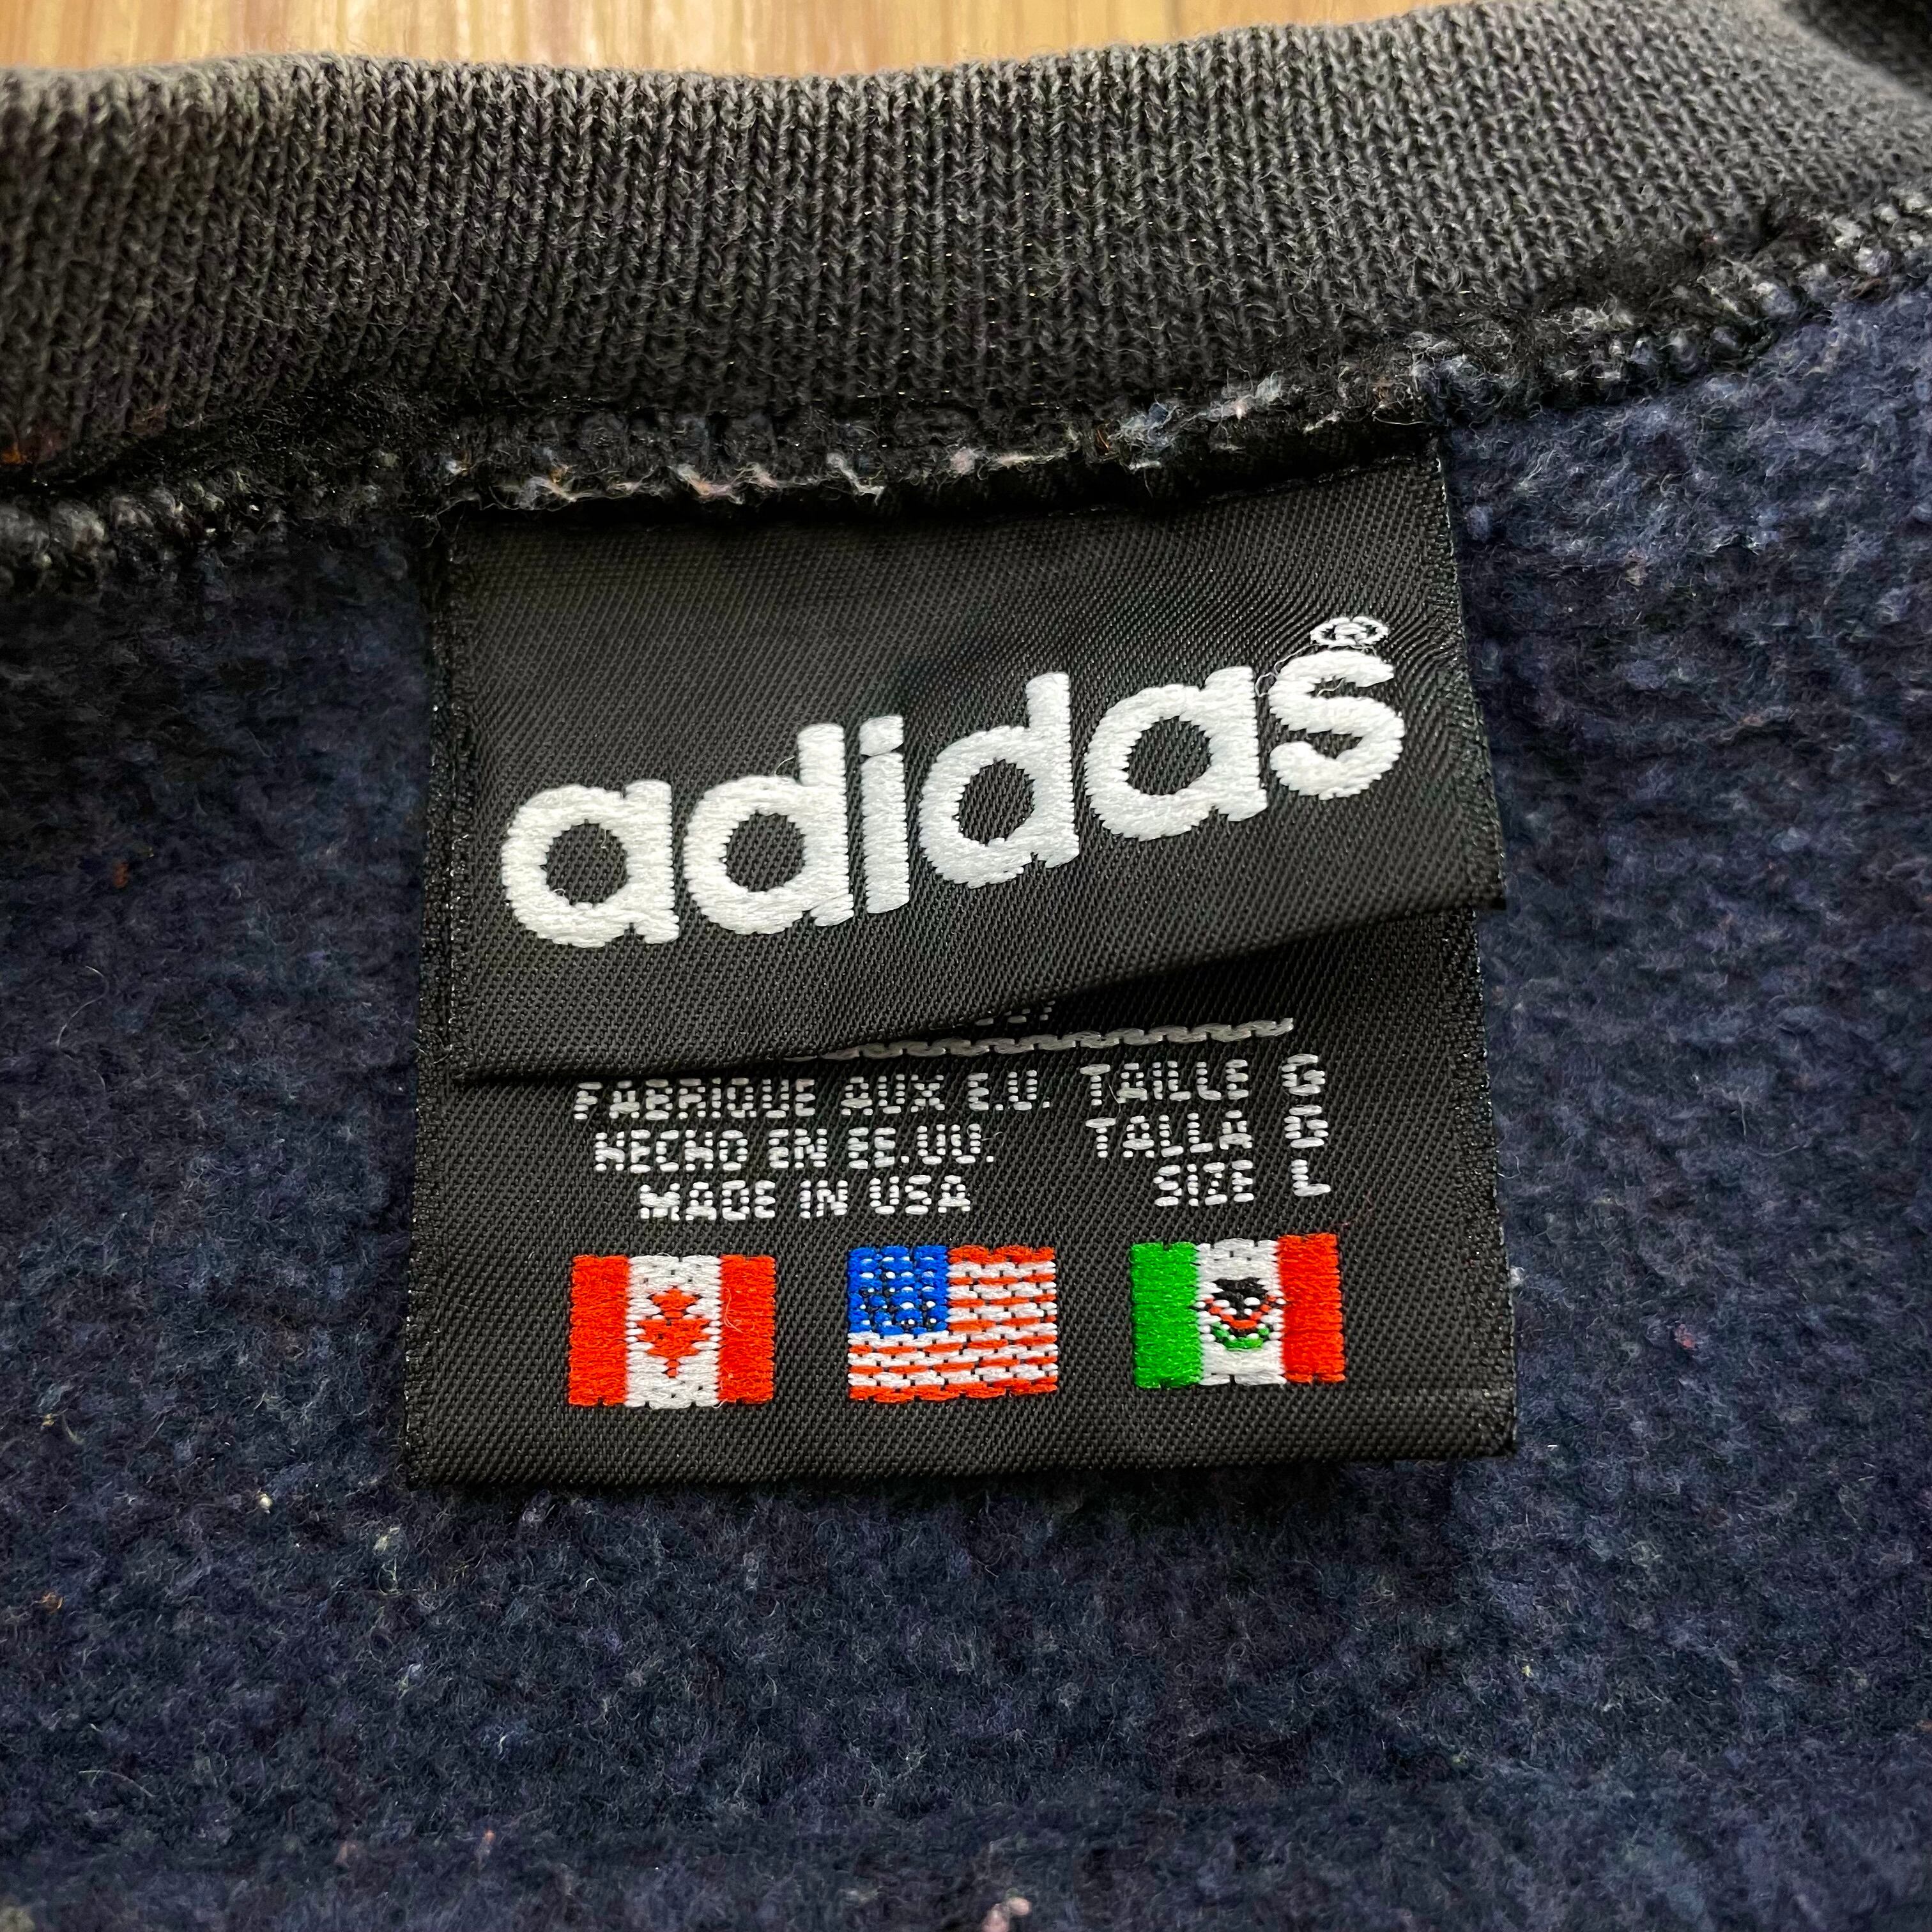 adidas®
FABRIQUE AUX E.U. TAILLE G
HECHO EN EE.UU. TALLA G
MADE IN USA SIZE L